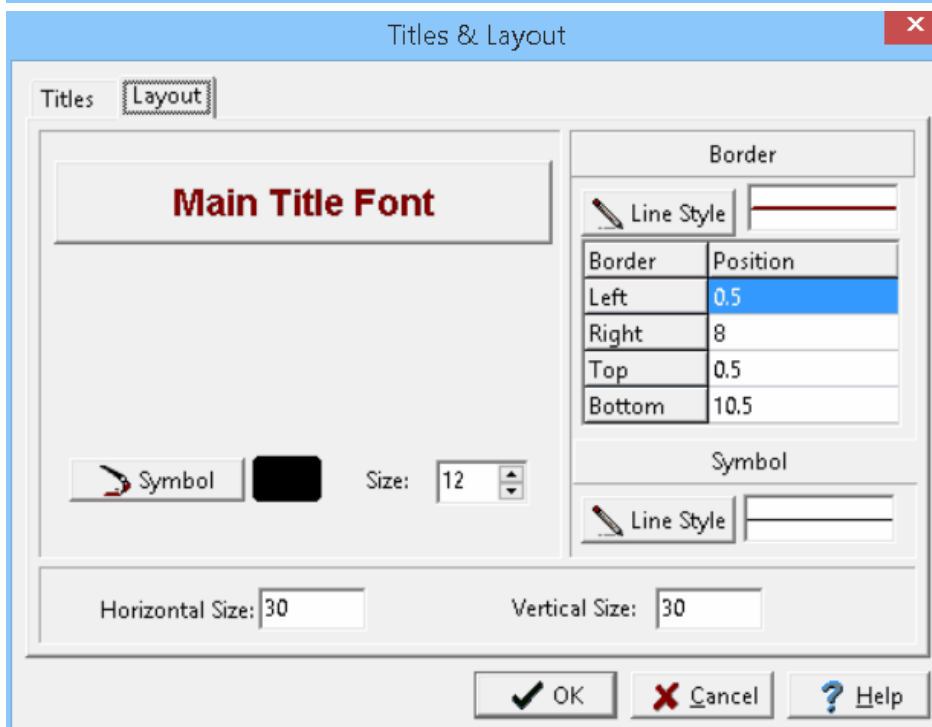 Titles & Layout
Titles Layout
Main Title Font
Border
Line Style
Border Position
Left 0.5
Right 8
Top 0.5
Bottom 10.5
Symbol Size: 12
Symbol
Line Style
Horizontal Size: 30 Vertical Size: 30
OK Cancel Help